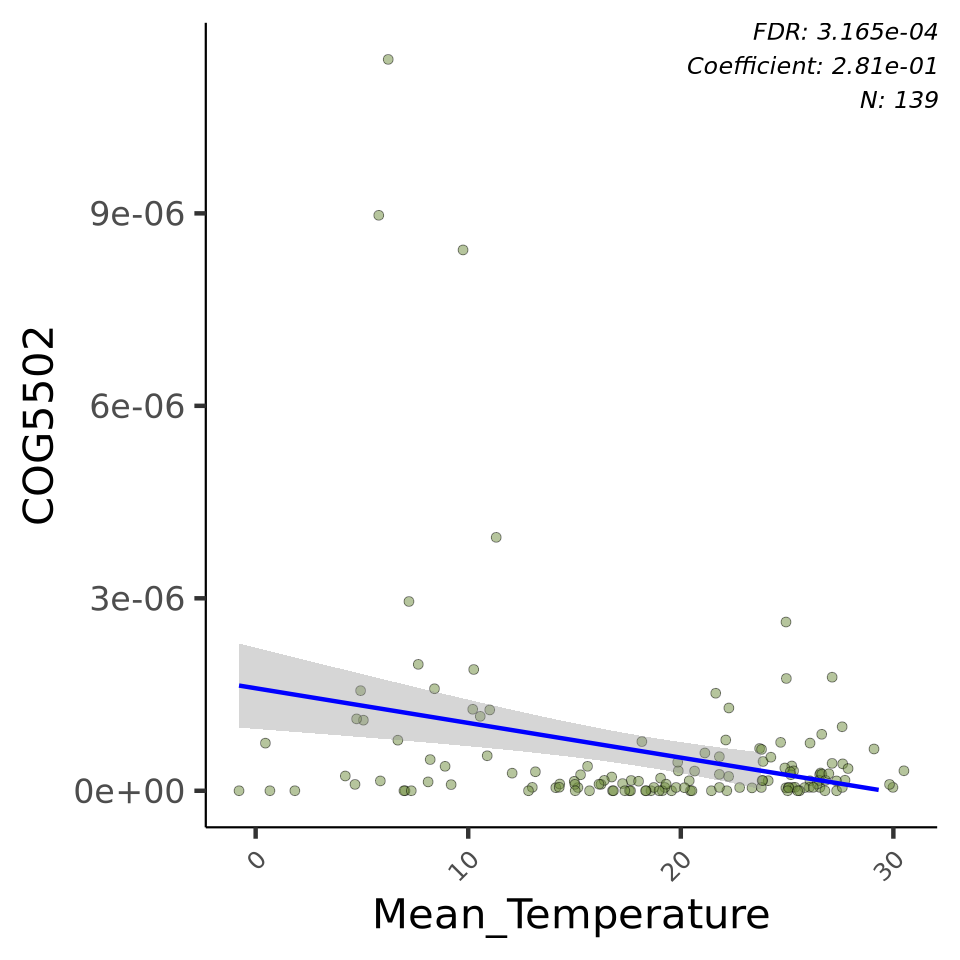 FDR: 3.165e-04
Coefficient: 2.81e-01
N: 139
9e-06
6e-06
3e-06
0e+00
COG5502
0
10
20
30
Mean_Temperature